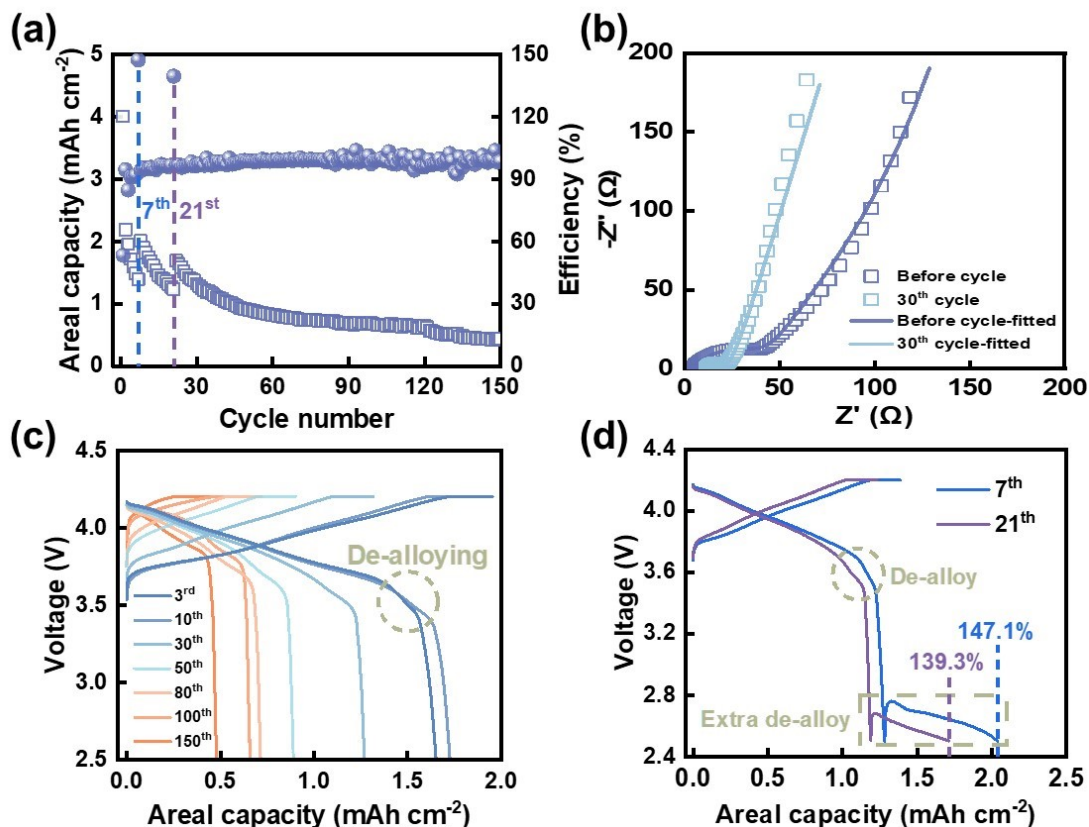 (a)
Areal capacity (mAh cm-2)
5
4
3
2
1
0
7th
21st
150
120
90
60
30
0
Efficiency (%)
0 30 60 90 120 150
Cycle number
(b)
-Z' (Ω)
200
150
100
50
0
Before cycle
30th cycle
Before cycle-fitted
30th cycle-fitted
0 50 100 150 200
Z' (Ω)
(c)
Voltage (V)
4.5
4.0
3.5
3.0
2.5
De-alloying
3rd
10th
30th
50th
80th
100th
150th
0.0 0.5 1.0 1.5 2.0
Areal capacity (mAh cm-2)
(d)
Voltage (V)
4.4
4.0
3.6
3.2
2.8
2.4
7th
21th
De-alloy
147.1%
139.3%
Extra de-alloy
0.0 0.5 1.0 1.5 2.0 2.5
Areal capacity (mAh cm-2)